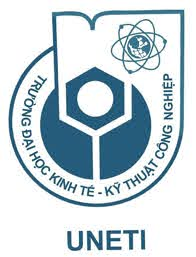 TRƯỜNG ĐẠI HỌC KINH TẾ - KỸ THUẬT CÔNG NGHIỆP
UNETI